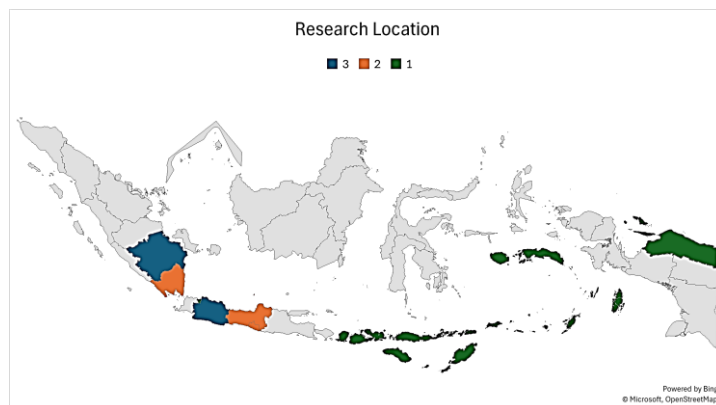 Research Location
3 2 1
Powered by Bing
© Microsoft, OpenStreetMap